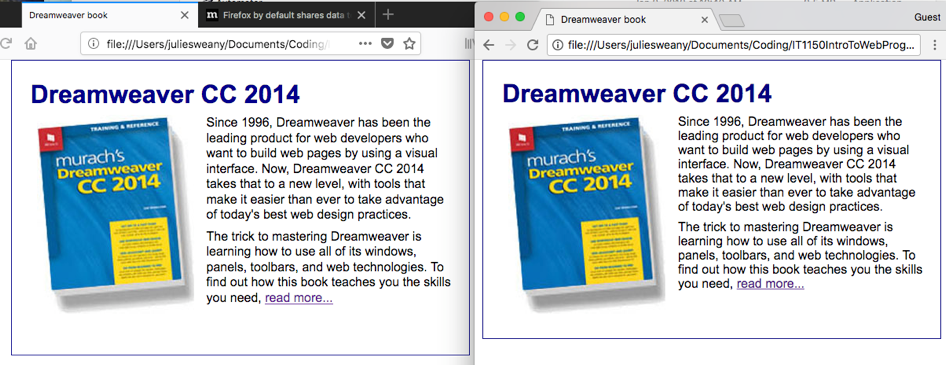 Dreamweaver book
Firefox by default shares data t
file:///Users/juliesweany/Documents/Coding/
Dreamweaver CC 2014
TRAINING & REFERENCE
murach's
Dreamweaver
CC 2014
Since 1996, Dreamweaver has been the
leading product for web developers who
want to build web pages by using a visual
interface. Now, Dreamweaver CC 2014
takes that to a new level, with tools that
make it easier than ever to take advantage
of today's best web design practices.
The trick to mastering Dreamweaver is
learning how to use all of its windows,
panels, toolbars, and web technologies. To
find out how this book teaches you the skills
you need, read more...
Dreamweaver book
Guest
file:///Users/juliesweany/Documents/Coding/IT1150IntroToWebProg...
Dreamweaver CC 2014
TRAINING & REFERENCE
murach's
Dreamweaver
CC 2014
Since 1996, Dreamweaver has been the
leading product for web developers who
want to build web pages by using a visual
interface. Now, Dreamweaver CC 2014
takes that to a new level, with tools that
make it easier than ever to take advantage
of today's best web design practices.
The trick to mastering Dreamweaver is
learning how to use all of its windows,
panels, toolbars, and web technologies. To
find out how this book teaches you the skills
you need, read more...